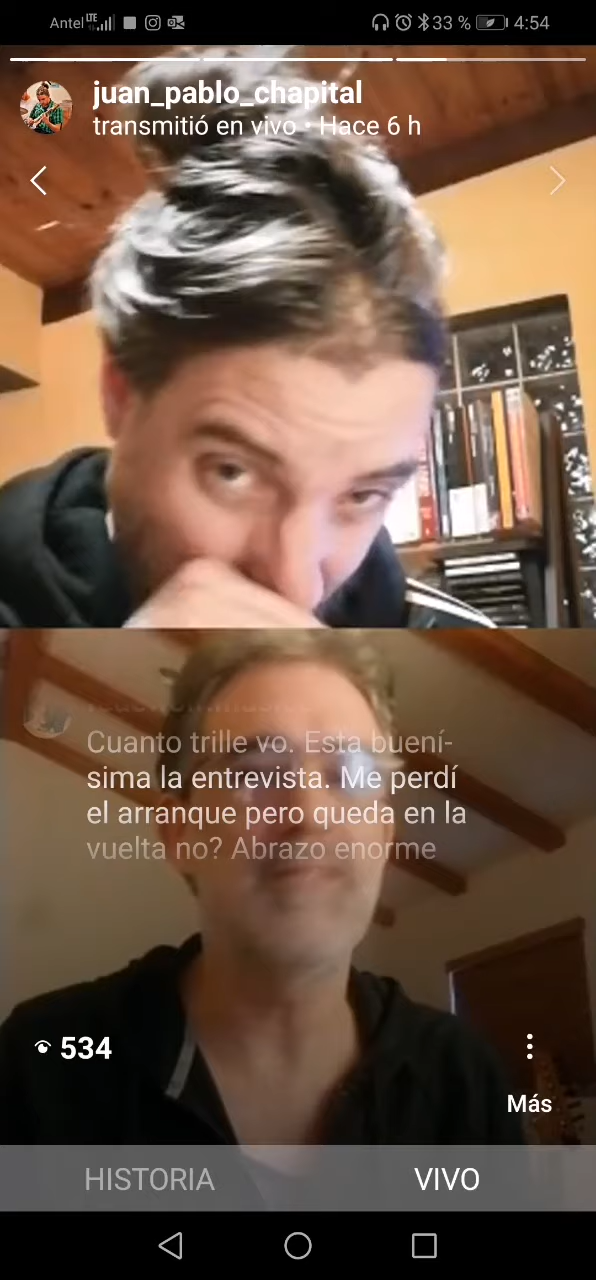 Antel LTE 33 % 4:54
juan_pablo_chapital
transmitió en vivo • Hace 6 h
Cuanto trille vo. Esta buení-
sima la entrevista. Me perdí
el arranque pero queda en la
vuelta no? Abrazo enorme
534
Más
HISTORIA VIVO